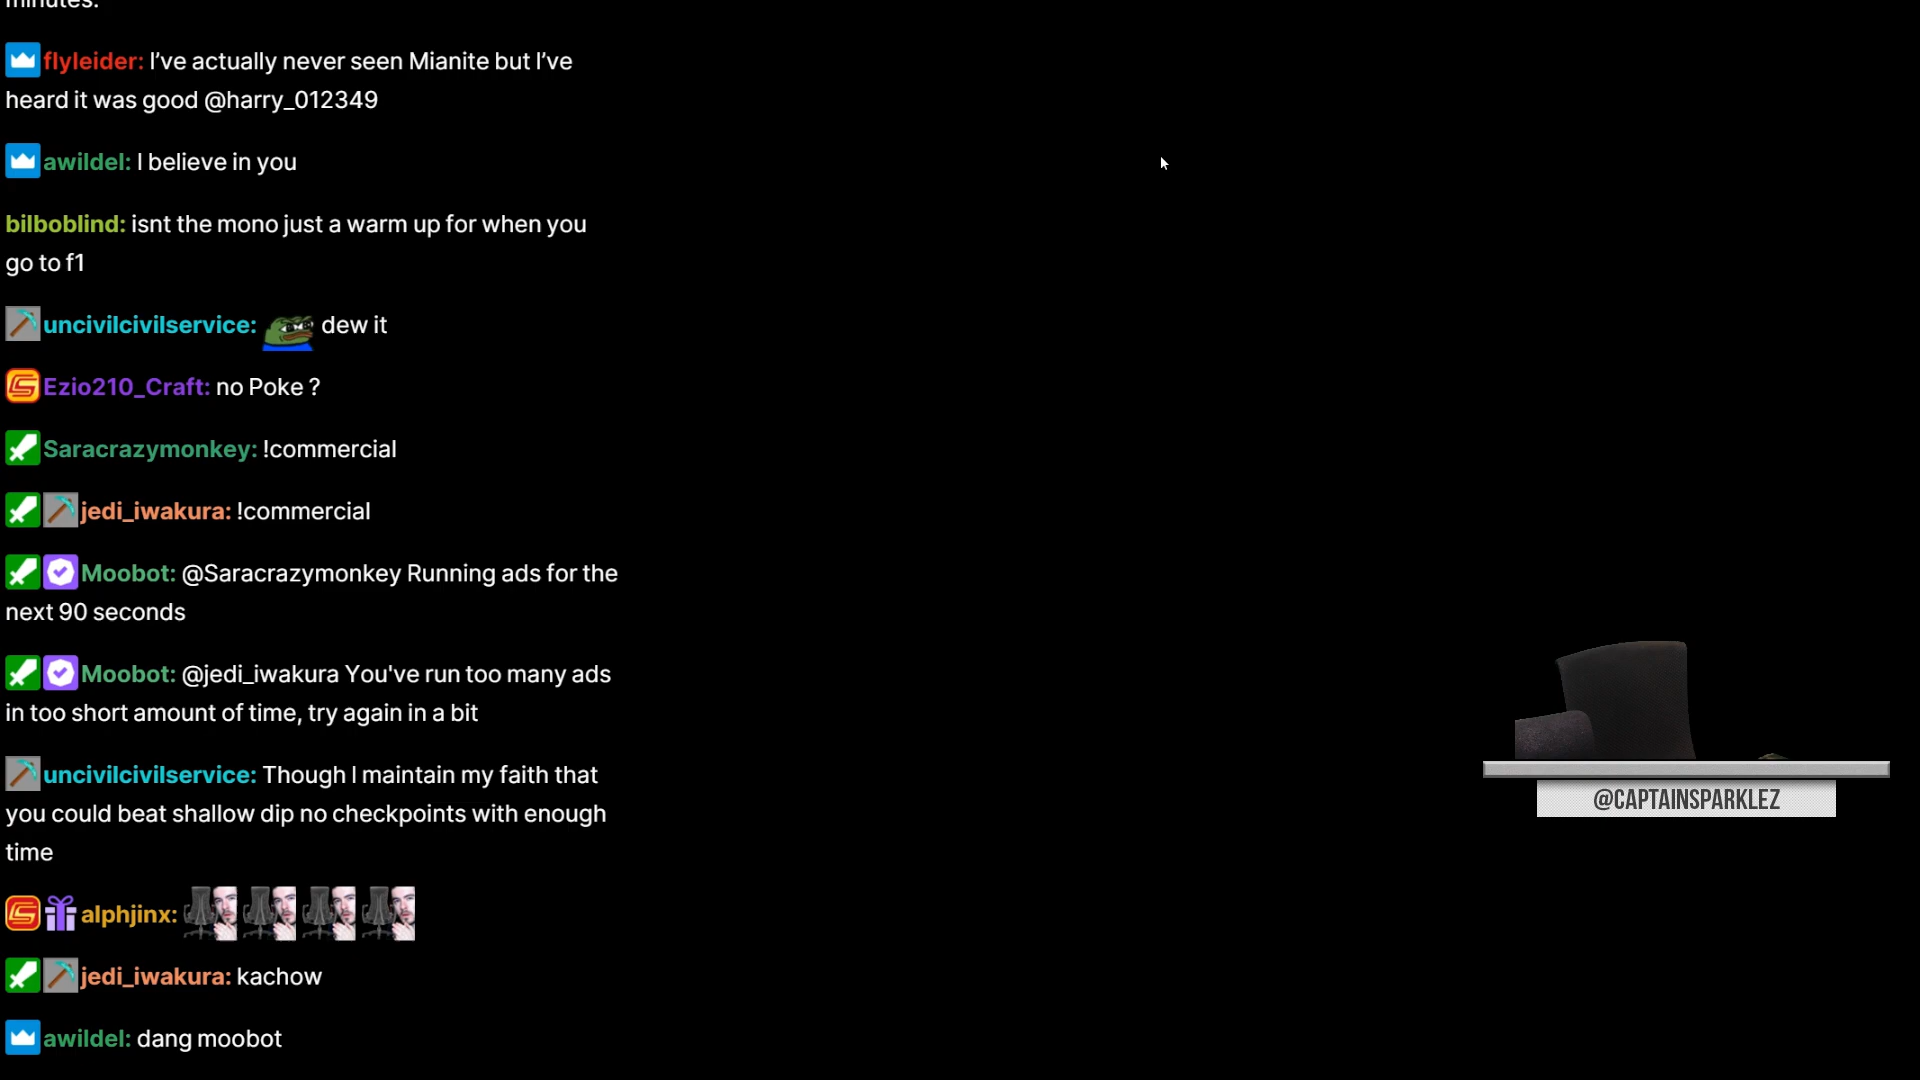 minutes.
flyleider: I’ve actually never seen Mianite but I’ve
heard it was good @harry_012349
awildel: I believe in you
bilboblind: isnt the mono just a warm up for when you
go to f1
uncivilcivilservice: dew it
Ezio210_Craft: no Poke ?
Saracrazymonkey: !commercial
jedi_iwakura: !commercial
Moobot: @Saracrazymonkey Running ads for the
next 90 seconds
Moobot: @jedi_iwakura You've run too many ads
in too short amount of time, try again in a bit
uncivilcivilservice: Though I maintain my faith that
you could beat shallow dip no checkpoints with enough
time
alphjinx:
jedi_iwakura: kachow
awildel: dang moobot
@CAPTAINSPARKLEZ